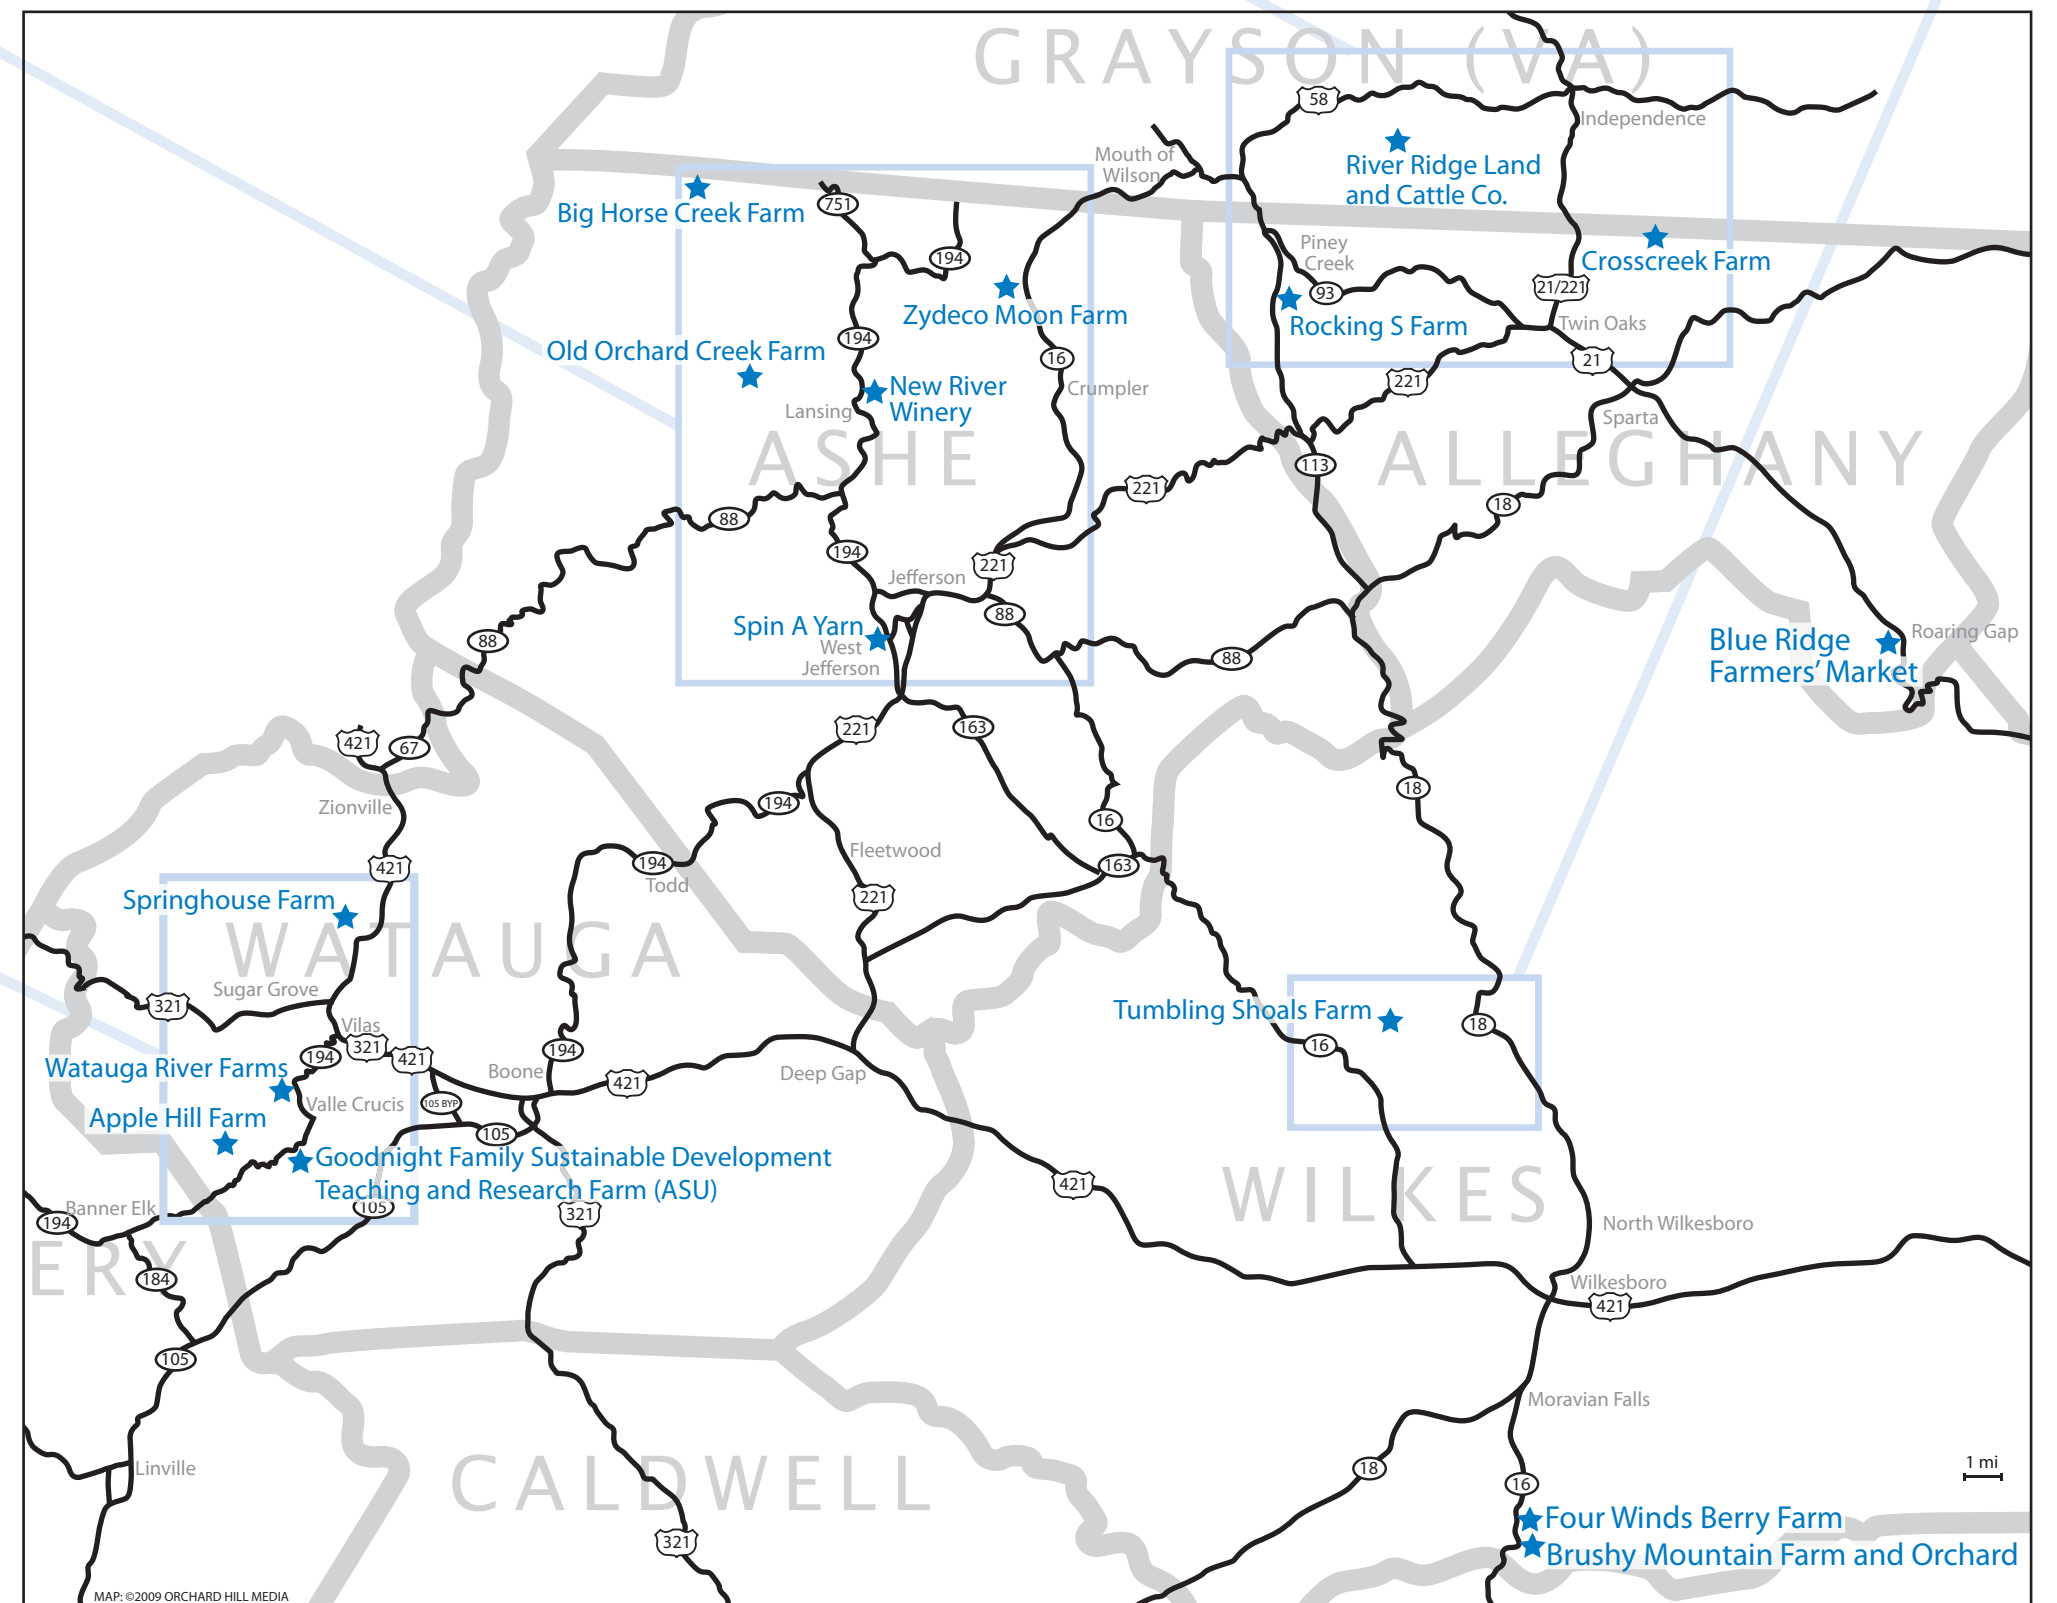 GRAYSON (VA)
58
Independence
Mouth of
Wilson
River Ridge Land
and Cattle Co.
Big Horse Creek Farm
751
194
Piney
Creek
Crosscreek Farm
93
21/221
Zydeco Moon Farm
Rocking S Farm
Twin Oaks
194
Old Orchard Creek Farm
16
21
New River
Winery
Crumpler
221
Lansing
Sparta
ASHE
ALLEGHANY
113
221
18
88
194
221
Jefferson
88
Spin A Yarn
West
Jefferson
88
88
Blue Ridge
Farmers' Market
Roaring Gap
421
67
221
163
18
Zionville
194
16
Fleetwood
194
163
421
Todd
221
Springhouse Farm
WATAUGA
Sugar Grove
321
Vilas
321
194
421
Tumbling Shoals Farm
18
16
Watauga River Farms
Boone
194
421
Deep Gap
Valle Crucis
105 BYP
Apple Hill Farm
105
Goodnight Family Sustainable Development
Teaching and Research Farm (ASU)
421
WILKES
Banner Elk
194
105
321
North Wilkesboro
ERY
184
Wilkesboro
421
105
Moravian Falls
Linville
CALDWELL
18
1 mi
16
321
Four Winds Berry Farm
Brushy Mountain Farm and Orchard
MAP: ©2009 ORCHARD HILL MEDIA